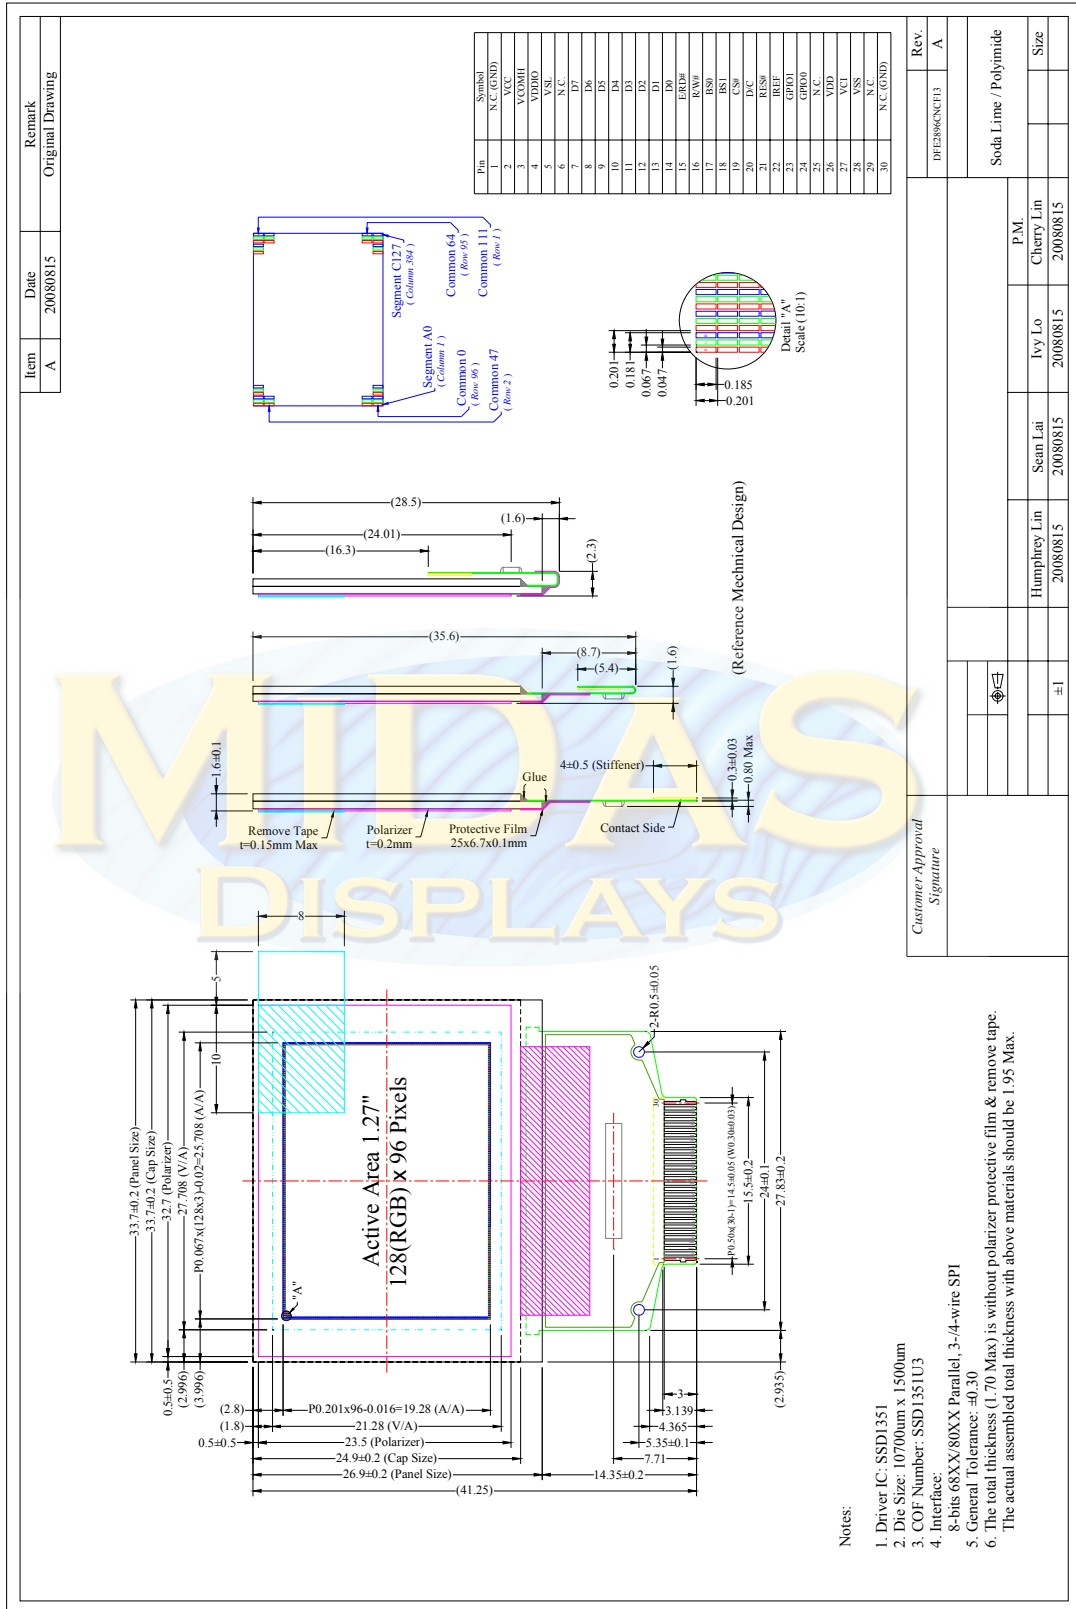 Item
Date
Remark
A
20080815
Original Drawing
Pin
Symbol
1 N.C. (GND)
2 VCC
3 VCOMH
4 VDDIO
5 VSL
6 N.C.
7 D7
8 D6
9 D5
10 D4
11 D3
12 D2
13 D1
14 D0
15 E/RD#
16 R/W#
17 BS0
18 BS1
19 CS#
20 D/C
21 RES#
22 IREF
23 GPIO1
24 GPIO0
25 N.C.
26 VDD
27 VCI
28 VSS
29 N.C.
30 N.C. (GND)
Segment C127
( Column 384 )
Common 64
( Row 95 )
Common 111
( Row 1 )
Segment A0
( Column 1 )
Common 0
( Row 96 )
Common 47
( Row 2 )
0.201
0.181
0.067
0.047
0.185
0.201
Detail "A"
Scale (10:1)
(28.5)
(24.01)
(16.3)
(1.6)
(2.3)
(35.6)
(8.7)
(5.4)
(1.6)
(Reference Mechnical Design)
1.6±0.1
Remove Tape
t=0.15mm Max
Polarizer
t=0.2mm
Glue
Protective Film
25x6.7x0.1mm
4±0.5 (Stiffener)
Contact Side
0.3±0.03
0.80 Max
MIDAS
DISPLAYS
8
5
10
33.7±0.2 (Panel Size)
33.7±0.2 (Cap Size)
32.7 (Polarizer)
27.708 (V/A)
P0.067x(128x3)-0.02=25.708 (A/A)
0.5±0.5
(2.996)
(3.996)
Active Area 1.27"
128(RGB) x 96 Pixels
"A"
(2.8)
P0.201x96-0.016=19.28 (A/A)
(1.8)
21.28 (V/A)
0.5±0.5
23.5 (Polarizer)
24.9±0.2 (Cap Size)
26.9±0.2 (Panel Size)
14.35±0.2
(41.25)
2-R0.5±0.05
30
1
P0.50x(30-1)=14.5±0.05 (W0.30±0.03)
15.5±0.2
24±0.1
27.83±0.2
(2.935)
3
3.139
4.365
5.35±0.1
7.71
Notes:
1. Driver IC: SSD1351
2. Die Size: 10700um x 1500um
3. COF Number: SSD1351U3
4. Interface:
8-bits 68XX/80XX Parallel, 3-/4-wire SPI
5. General Tolerance: ±0.30
6. The total thickness (1.70 Max) is without polarizer protective film & remove tape.
The actual assembled total thickness with above materials should be 1.95 Max.
Customer Approval
Signature
DFE2896CNCF13
Rev.
A
Soda Lime / Polyimide
Size
P.M.
±1
Humphrey Lin
Sean Lai
Ivy Lo
Cherry Lin
20080815
20080815
20080815
20080815